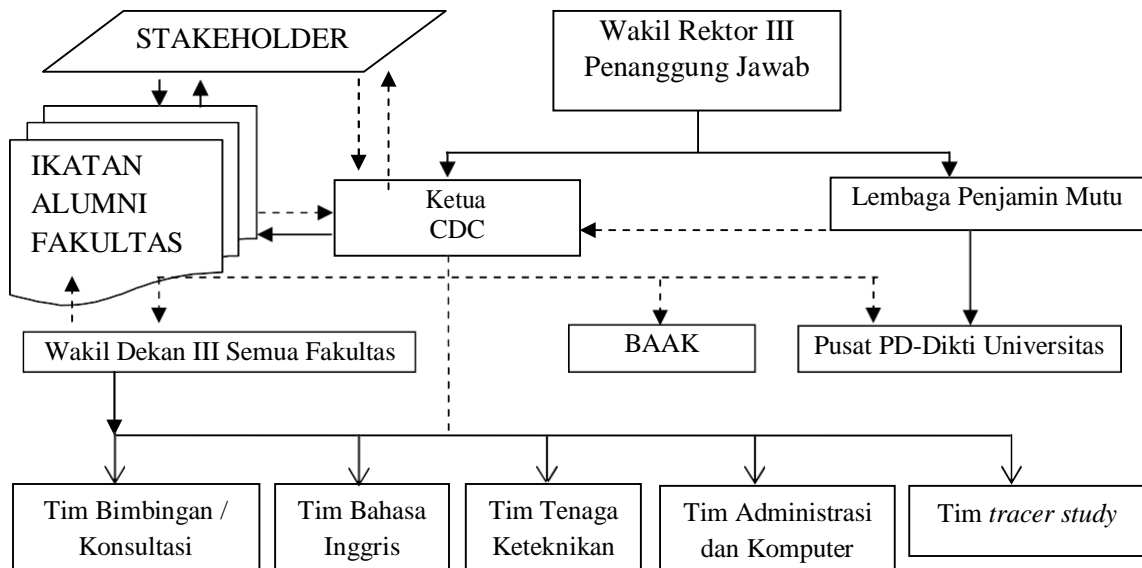 STAKEHOLDER
Wakil Rektor III
Penanggung Jawab
IKATAN
ALUMNI
FAKULTAS
Ketua
CDC
Lembaga Penjamin Mutu
Wakil Dekan III Semua Fakultas
BAAK
Pusat PD-Dikti Universitas
Tim Bimbingan /
Konsultasi
Tim Bahasa
Inggris
Tim Tenaga
Keteknikan
Tim Administrasi
dan Komputer
Tim tracer study